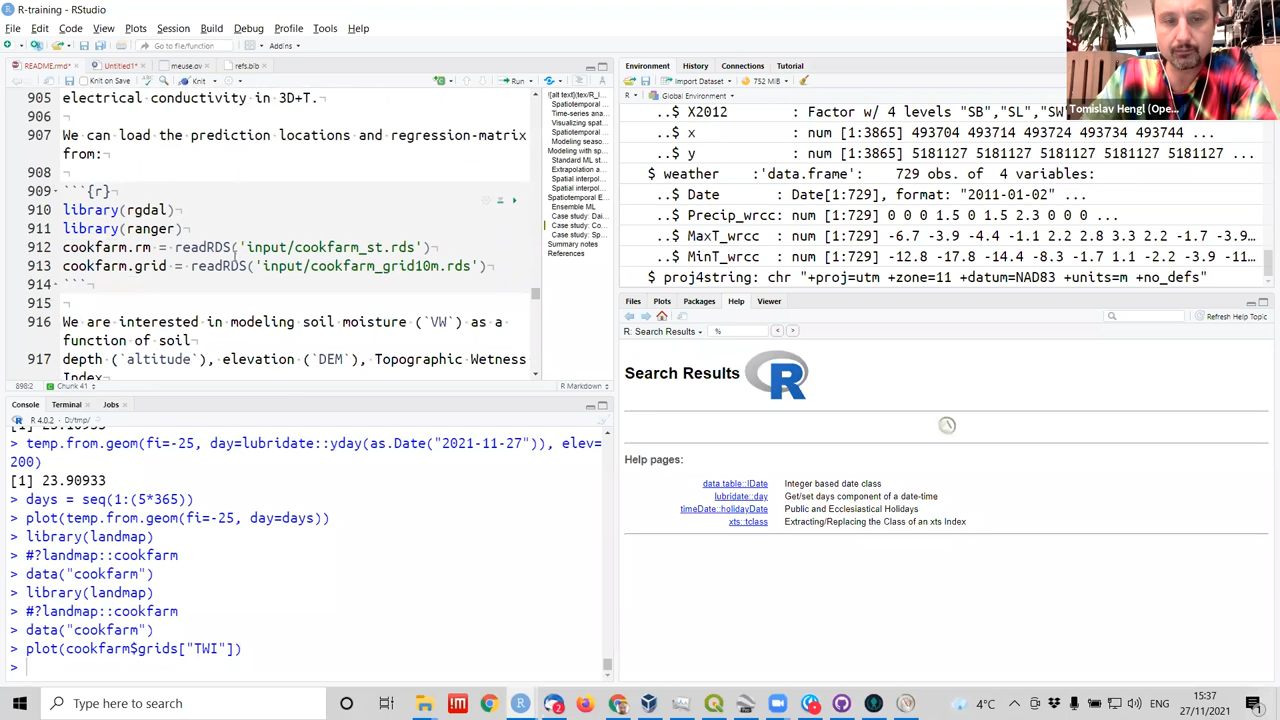 R-training - RStudio
File Edit Code View Plots Session Build Debug Profile Tools Help
Go to file/function Addins
README.rmd* Untitled1* meuse.ov refs.bib
Knit on Save Knit Run
905 electrical conductivity in 3D+T.
906
907 We can load the prediction locations and regression-matrix
from:
908
909 ```{r}
910 library(rgdal)
911 library(ranger)
912 cookfarm.rm = readRDS('input/cookfarm_st.rds')
913 cookfarm.grid = readRDS('input/cookfarm_grid10m.rds')
914 ```
915
916 We are interested in modeling soil moisture (`VW`) as a
function of soil
917 depth (`altitude`), elevation (`DEM`), Topographic Wetness
Index
898:2 Chunk 41 R Markdown
![alt text](tex/R_l...
Spatiotemporal ...
Time-series ana...
Visualizing spat...
Spatiotemporal ...
Modeling seaso...
Modeling with sp...
Standard ML st...
Extrapolation a...
Spatial interpol...
Spatial interpol...
Spatiotemporal E...
Ensemble ML
Case study: Dai...
Case study: Co...
Case study: Sp...
Summary notes
References
Console Terminal Jobs
R 4.0.2 · D:/tmp/
> temp.from.geom(fi=-25, day=lubridate::yday(as.Date("2021-11-27")), elev=
200)
[1] 23.90933
> days = seq(1:(5*365))
> plot(temp.from.geom(fi=-25, day=days))
> library(landmap)
> #?landmap::cookfarm
> data("cookfarm")
> library(landmap)
> #?landmap::cookfarm
> data("cookfarm")
> plot(cookfarm$grids["TWI"])
>
Environment History Connections Tutorial
Import Dataset 752 MiB
R Global Environment
..$ X2012 : Factor w/ 4 levels "SB","SL","SW
..$ x : num [1:3865] 493704 493714 493724 493734 493744 ...
..$ y : num [1:3865] 5181127 5181127 5181127 5181127 ...
$ weather :'data.frame': 729 obs. of 4 variables:
..$ Date : Date[1:729], format: "2011-01-02" ...
..$ Precip_wrcc: num [1:729] 0 0 0 1.5 0 1.5 2.3 0 0 0 ...
..$ MaxT_wrcc : num [1:729] -6.7 -3.9 -4.4 -1.1 2.2 2.8 3.3 2.2 -1.7 -3.9...
..$ MinT_wrcc : num [1:729] -12.8 -17.8 -14.4 -8.3 -1.7 1.1 -2.2 -3.9 -11...
$ proj4string: chr "+proj=utm +zone=11 +datum=NAD83 +units=m +no_defs"
Tomislav Hengl (Ope...
Files Plots Packages Help Viewer
Refresh Help Topic
R: Search Results %
Search Results R
Help pages:
data.table::IDate Integer based date class
lubridate::day Get/set days component of a date-time
timeDate::holidayDate Public and Ecclesiastical Holidays
xts::tclass Extracting/Replacing the Class of an xts Index
Type here to search
4°C ENG
15:37
27/11/2021